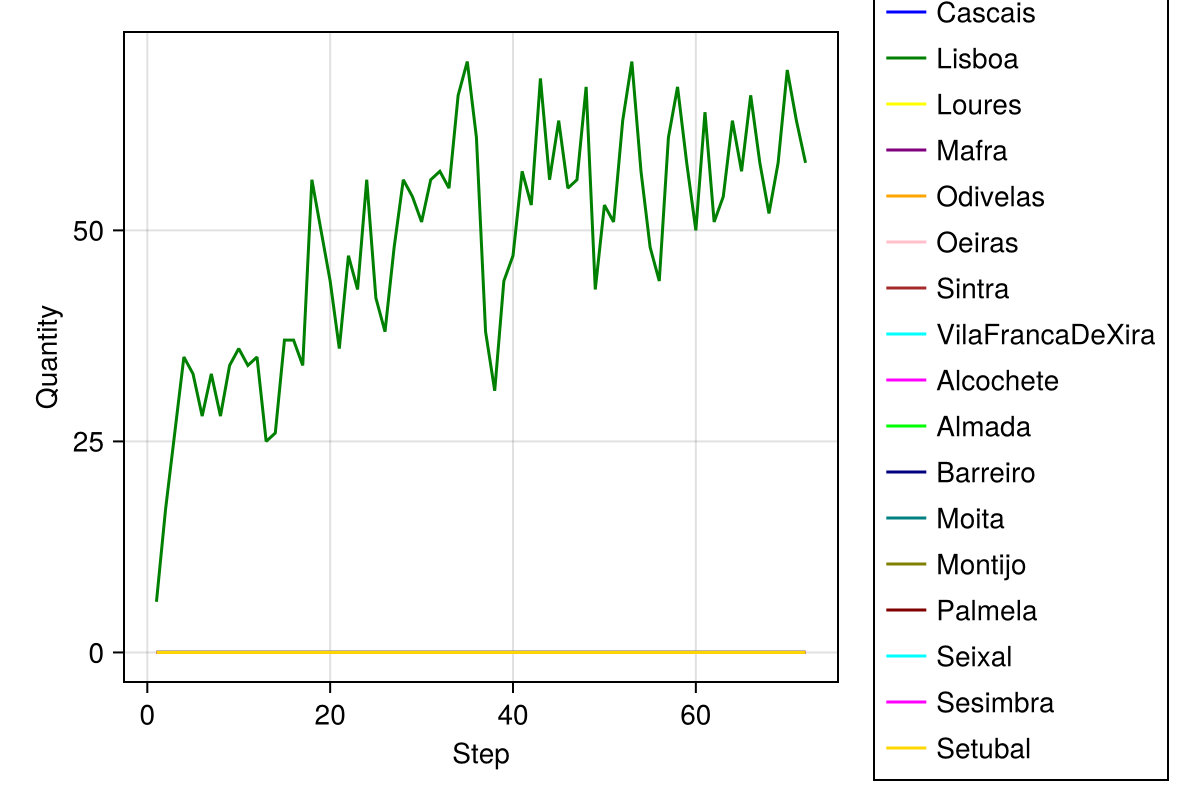 Cascais
Lisboa
Loures
Mafra
Odivelas
Oeiras
Sintra
VilaFrancaDeXira
Alcochete
Almada
Barreiro
Moita
Montijo
Palmela
Seixal
Sesimbra
Setubal
50
25
0
Quantity
0 20 40 60
Step